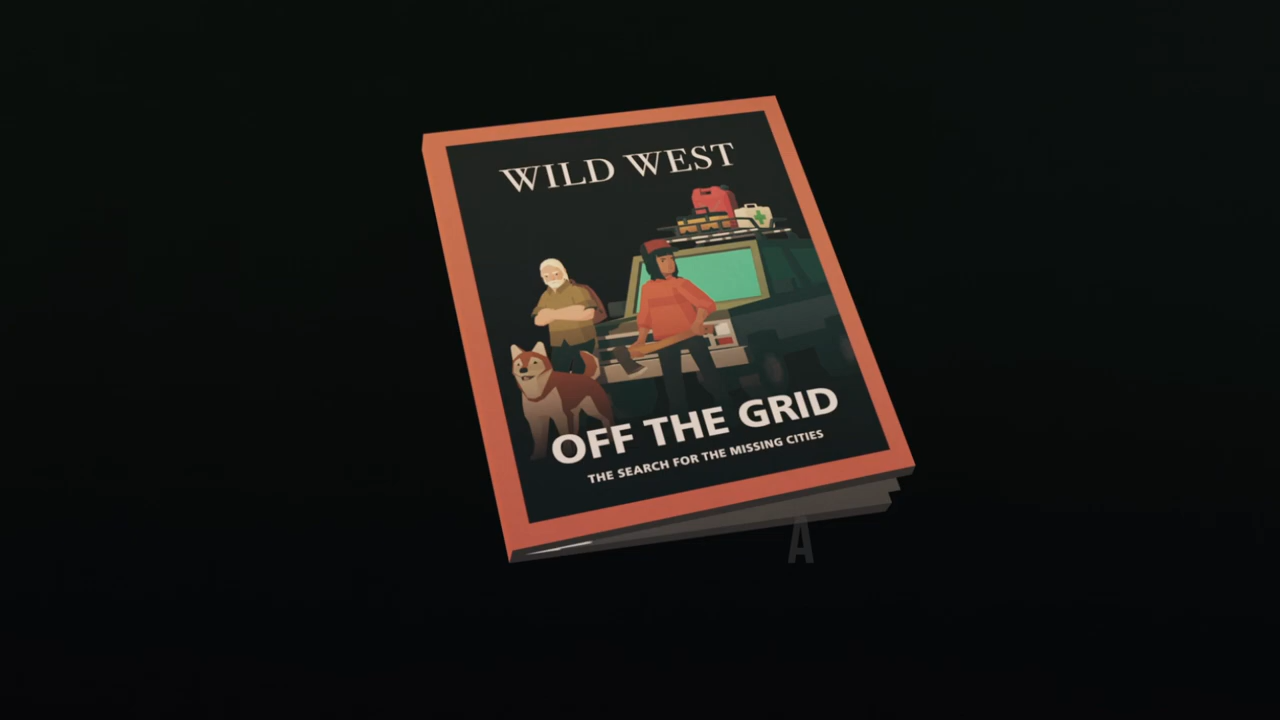 WILD WEST
OFF THE GRID
THE SEARCH FOR THE MISSING CITIES
A